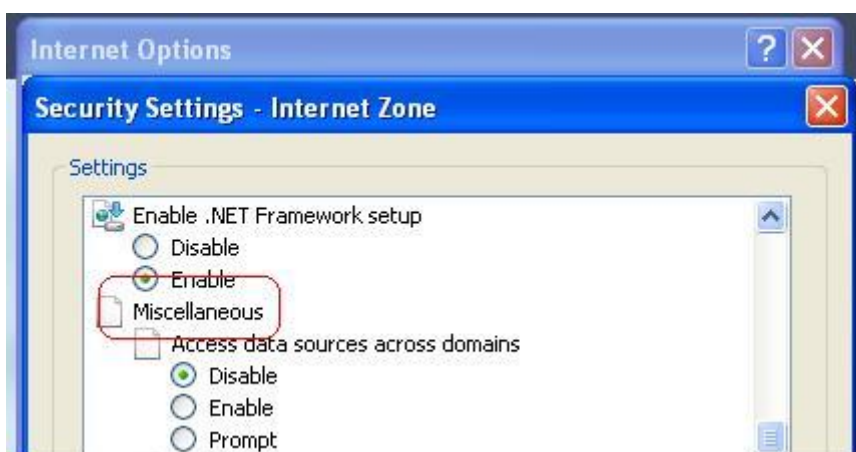 Internet Options
Security Settings - Internet Zone
Settings
Enable .NET Framework setup
Disable
Enable
Miscellaneous
Access data sources across domains
Disable
Enable
Prompt